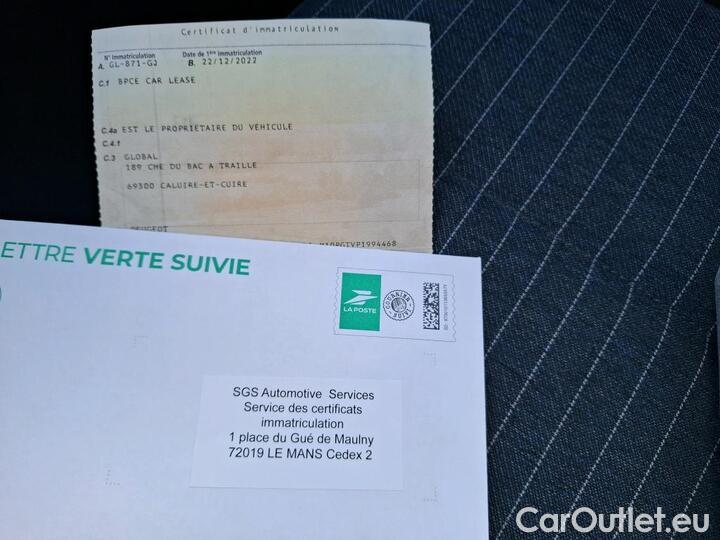 Certificat d'immatriculation
N° Immatriculation Date de 1ère immatriculation
A. GL-871-GJ B. 22/12/2022
C.1 BPCE CAR LEASE
C.4a EST LE PROPRIETAIRE DU VÉHICULE
C.4.1
C.3 GLOBAL
189 CHE DU BAC A TRAILLE
69300 CALUIRE-ET-CUIRE
PEUGEOT
ETTRE VERTE SUIVIE
LA POSTE
SGS Automotive Services
Service des certificats
immatriculation
1 place du Gué de Maulny
72019 LE MANS Cedex 2
CarOutlet.eu